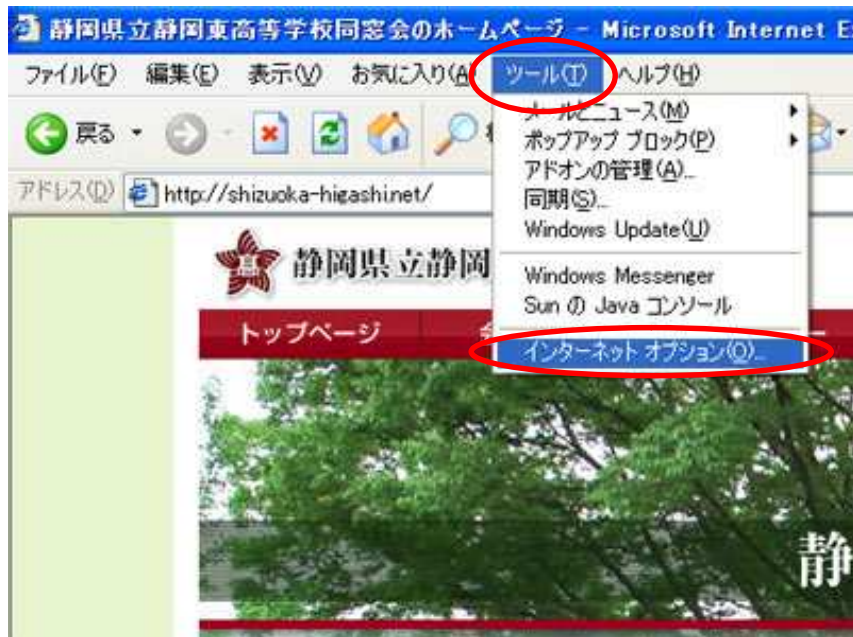 静岡県立静岡東高等学校同窓会のホームページ - Microsoft Internet E
ファイル(F) 編集(E) 表示(V) お気に入り(A) ツール(T) ヘルプ(H)
戻る
アドレス(D) http://shizuoka-higashi.net/
メールとニュース(M)
ポップアップ ブロック(P)
アドオンの管理(A)...
同期(S)...
Windows Update(U)
Windows Messenger
Sun の Java コンソール
インターネット オプション(O)...
静岡県立静岡
トップページ
静